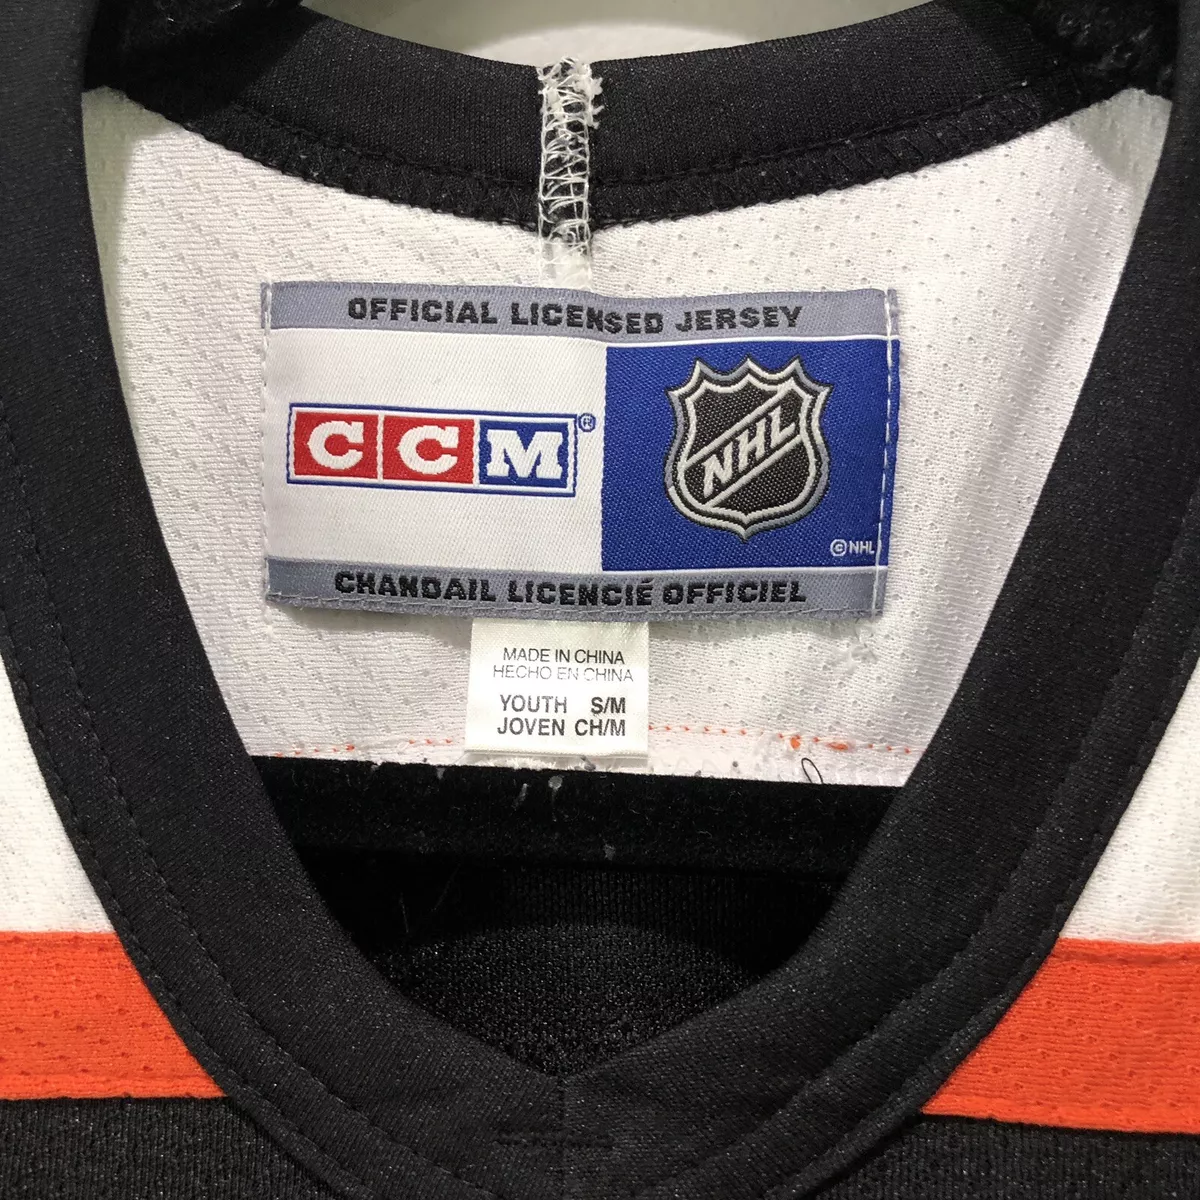 OFFICIAL LICENSED JERSEY
CCM®
NHL
©NHL
CHANDAIL LICENCIÉ OFFICIEL
MADE IN CHINA
HECHO EN CHINA
YOUTH S/M
JOVEN CH/M